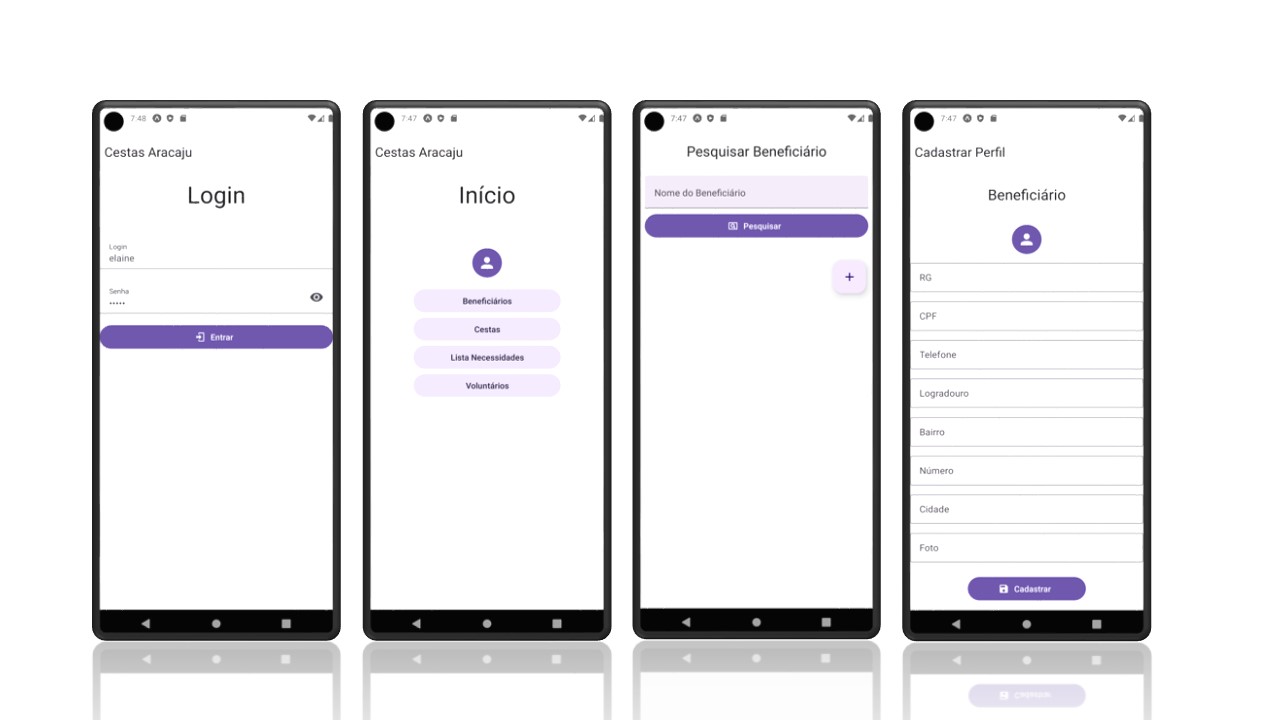 7:48
Cestas Aracaju
Login
Login
elaine
Senha
•••••
Entrar
7:47
Cestas Aracaju
Início
Beneficiários
Cestas
Lista Necessidades
Voluntários
7:47
Pesquisar Beneficiário
Nome do Beneficiário
Pesquisar
+
7:47
Cadastrar Perfil
Beneficiário
RG
CPF
Telefone
Logradouro
Bairro
Número
Cidade
Foto
Cadastrar